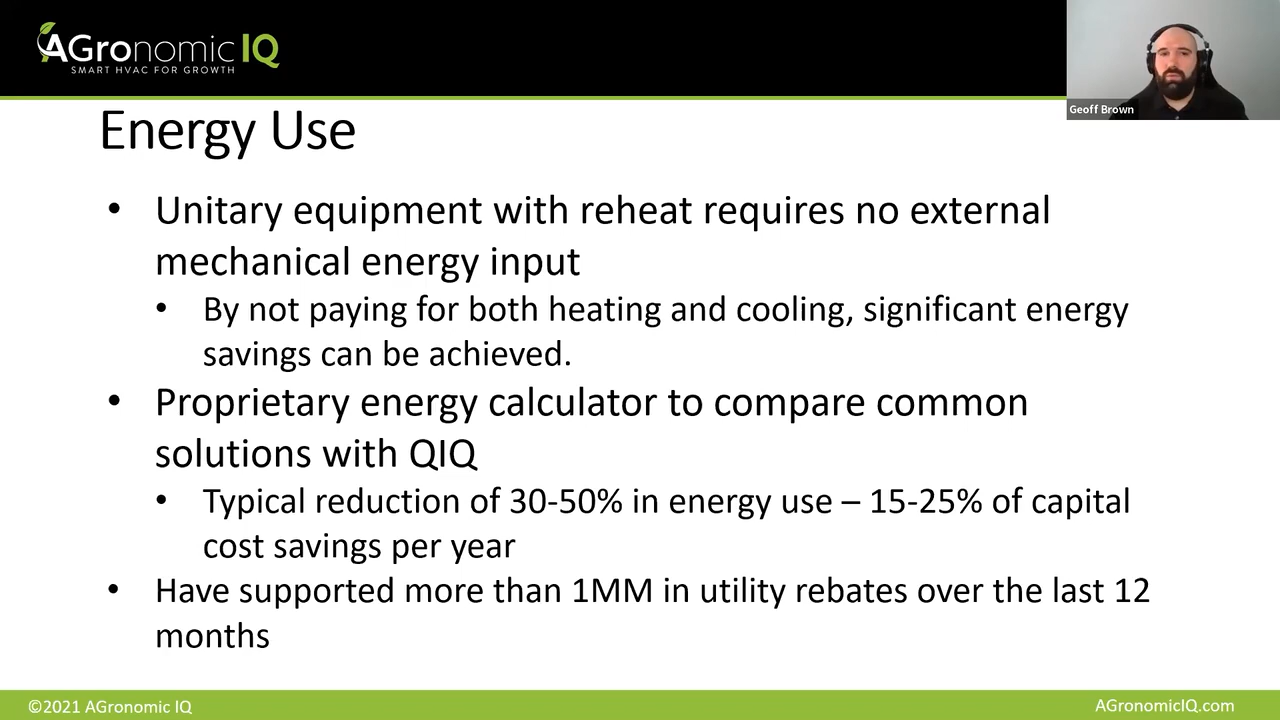 AGronomic IQ
SMART HVAC FOR GROWTH
Geoff Brown
Energy Use
• Unitary equipment with reheat requires no external
mechanical energy input
• By not paying for both heating and cooling, significant energy
savings can be achieved.
• Proprietary energy calculator to compare common
solutions with QIQ
• Typical reduction of 30-50% in energy use – 15-25% of capital
cost savings per year
• Have supported more than 1MM in utility rebates over the last 12
months
©2021 AGronomic IQ
AGronomicIQ.com